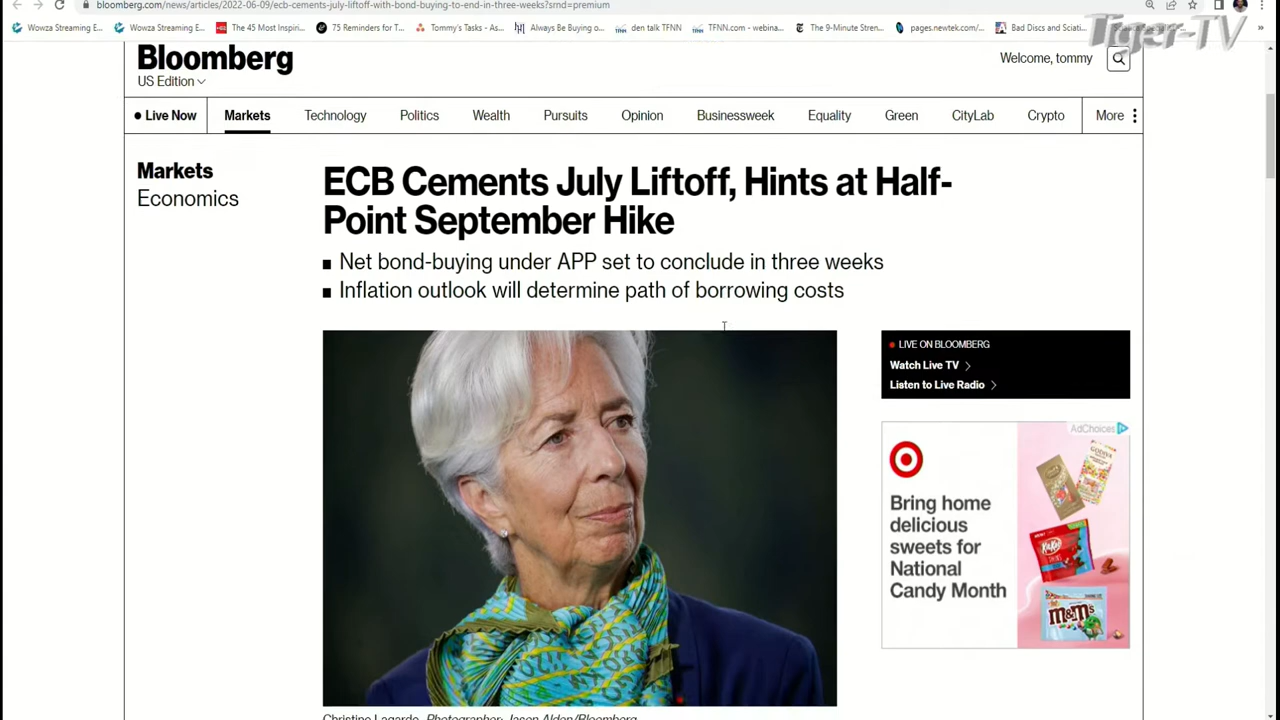 bloomberg.com/news/articles/2022-06-09/ecb-cements-july-liftoff-with-bond-buying-to-end-in-three-weeks?srnd=premium
Wowza Streaming E... Wowza Streaming E... The 45 Most Inspiri... 75 Reminders for T... Tommy's Tasks - As... Always Be Buying o... den talk TFNN TFNN.com - webina... The 9-Minute Stren... pages.newtek.com/... Bad Discs and Sciati...
Tiger-TV
Bloomberg
US Edition
Welcome, tommy
Live Now Markets Technology Politics Wealth Pursuits Opinion Businessweek Equality Green CityLab Crypto More
Markets
Economics
ECB Cements July Liftoff, Hints at Half-
Point September Hike
Net bond-buying under APP set to conclude in three weeks
Inflation outlook will determine path of borrowing costs
LIVE ON BLOOMBERG
Watch Live TV
Listen to Live Radio
AdChoices
Bring home
delicious
sweets for
National
Candy Month
GODIVA
KitKat
m&m's
Christine Lagarde Photographer: Jason Alden/Bloomberg